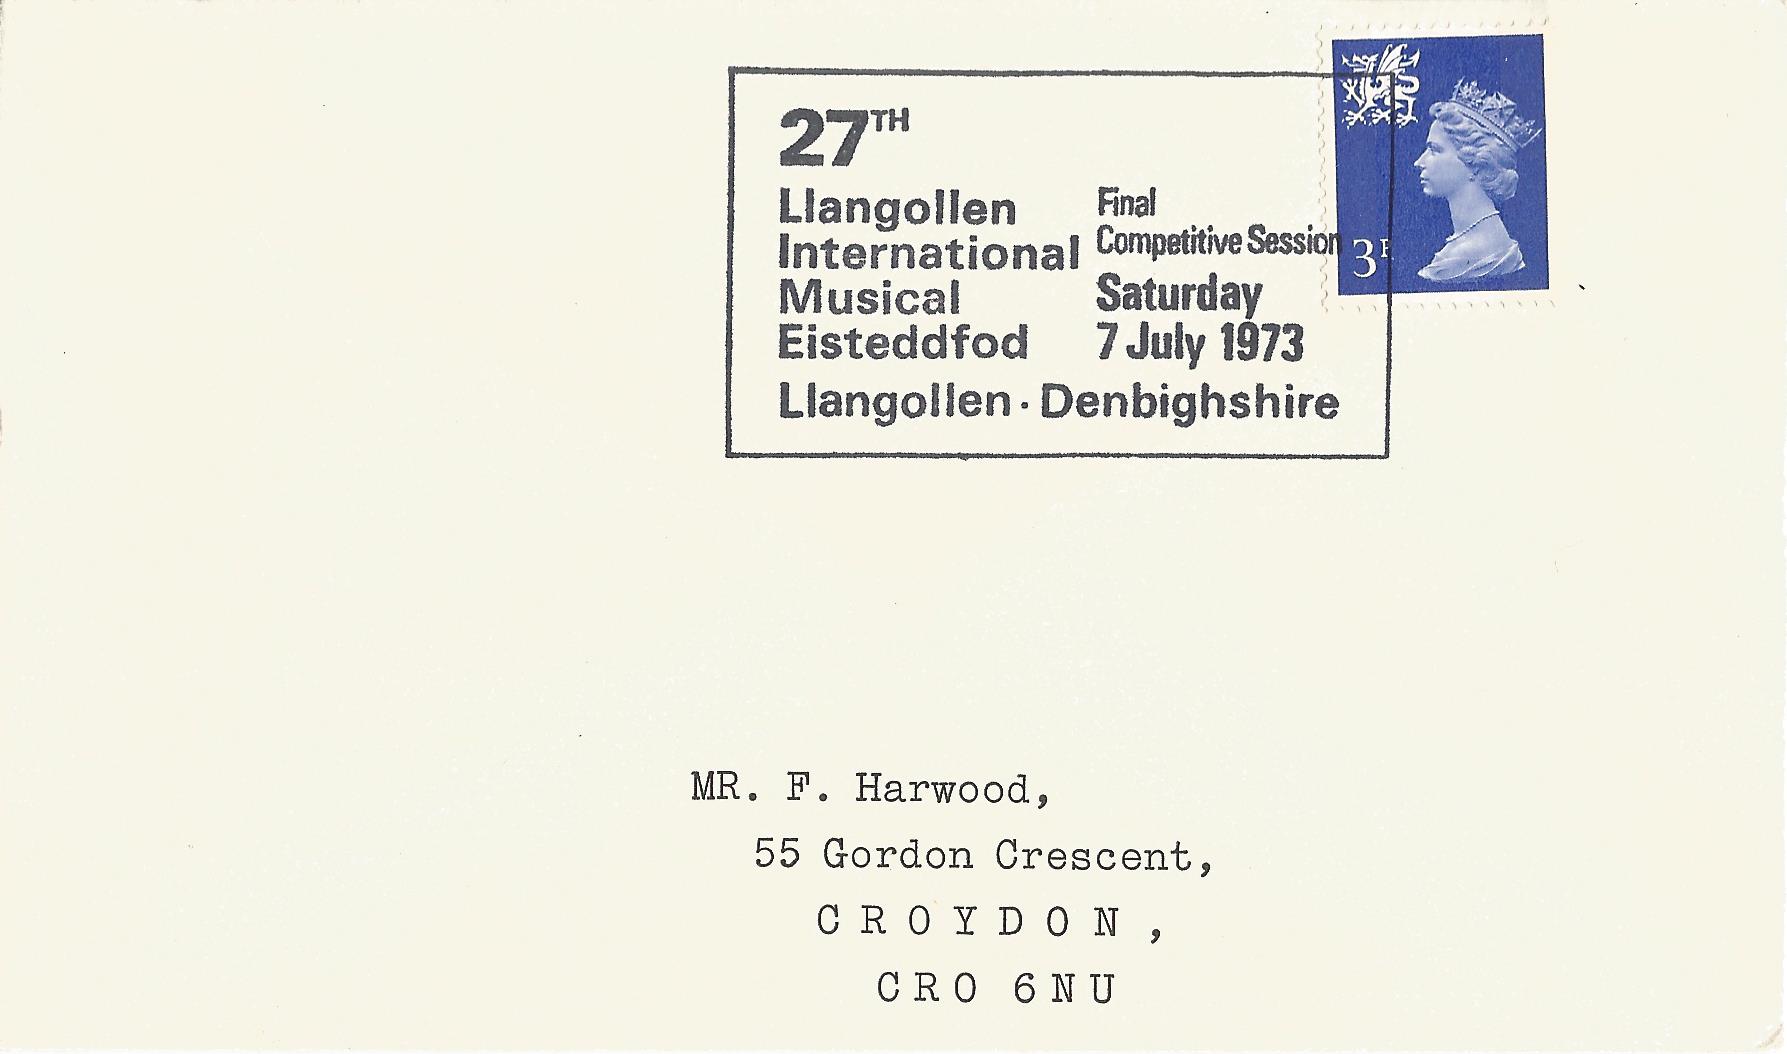 27TH
Llangollen
International
Musical
Eisteddfod
Final
Competitive Session
Saturday
7 July 1973
Llangollen · Denbighshire
3P
MR. F. Harwood,
55 Gordon Crescent,
CROYDON,
CRO 6NU